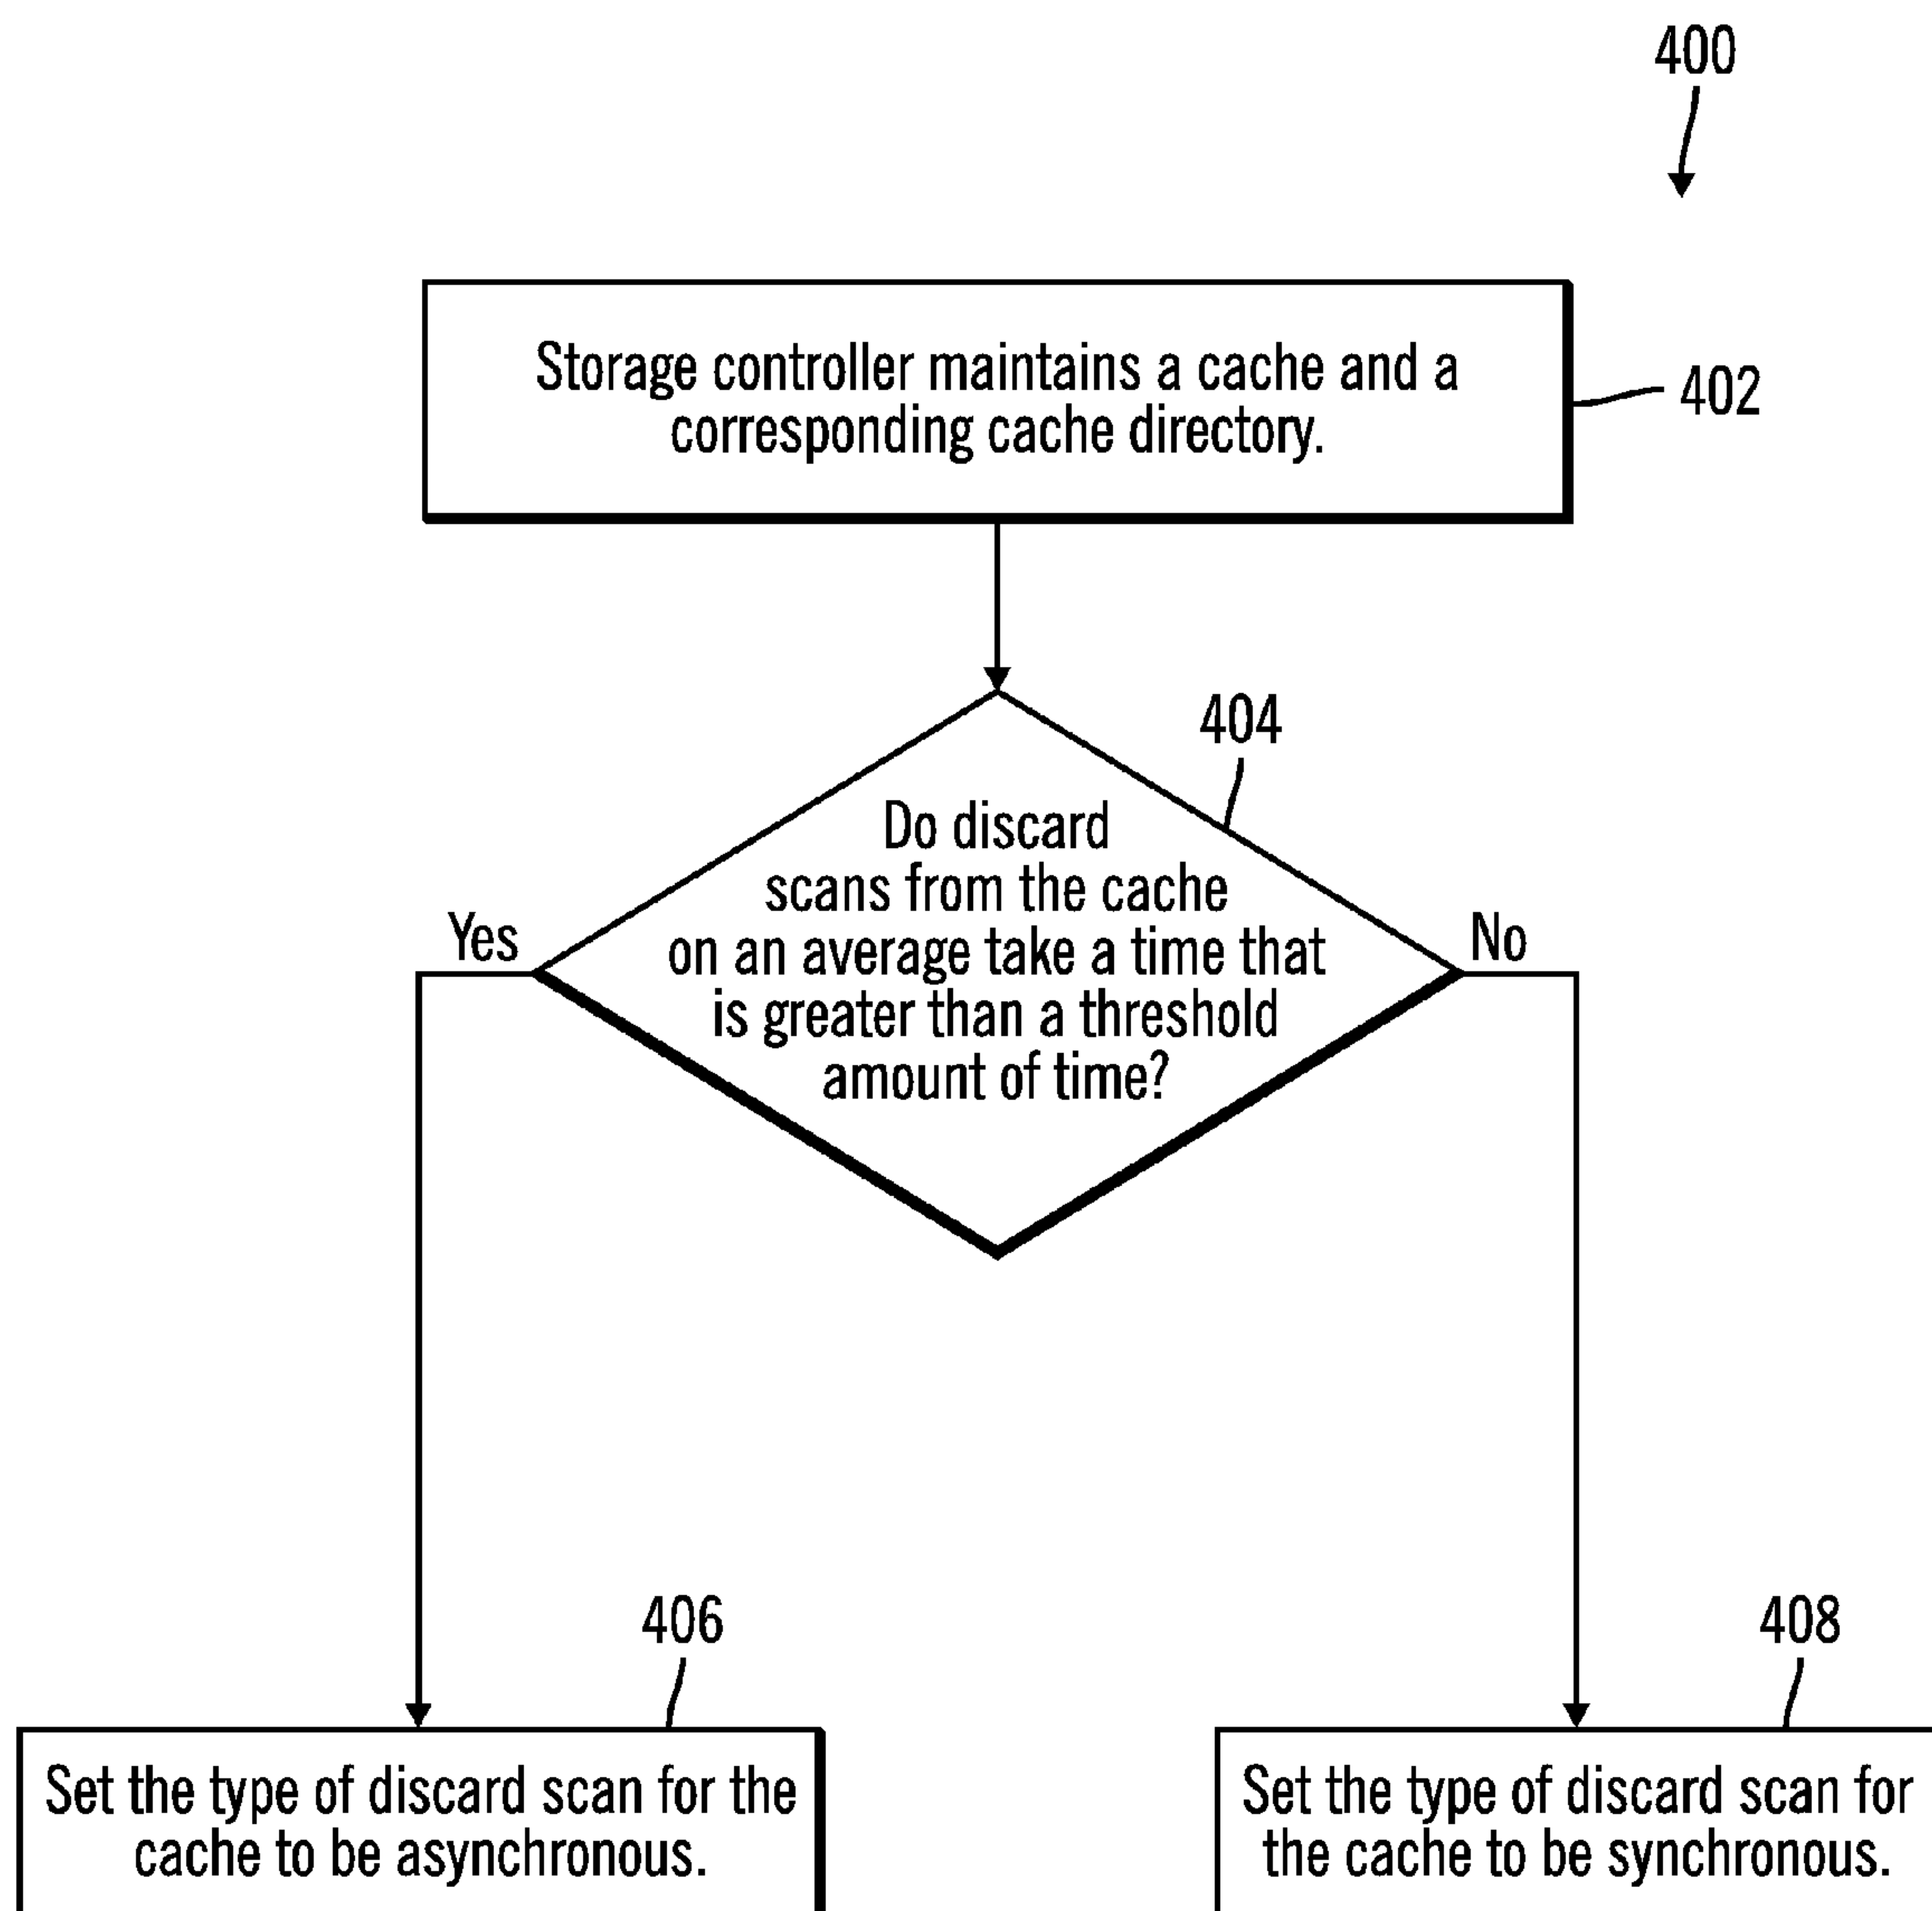 400
Storage controller maintains a cache and a
corresponding cache directory.
402
404
Do discard
scans from the cache
on an average take a time that
is greater than a threshold
amount of time?
Yes
No
406
Set the type of discard scan for the
cache to be asynchronous.
408
Set the type of discard scan for
the cache to be synchronous.